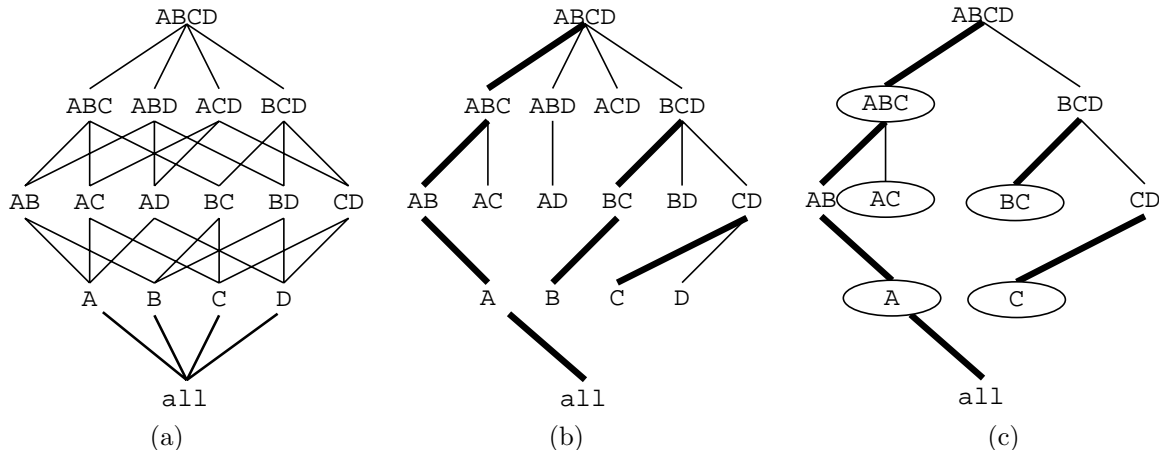 ABCD
ABC ABD ACD BCD
AB AC AD BC BD CD
A B C D
all
(a)
ABCD
ABC ABD ACD BCD
AB AC AD BC BD CD
A B C D
all
(b)
ABCD
ABC BCD
AB AC BC CD
A C
all
(c)